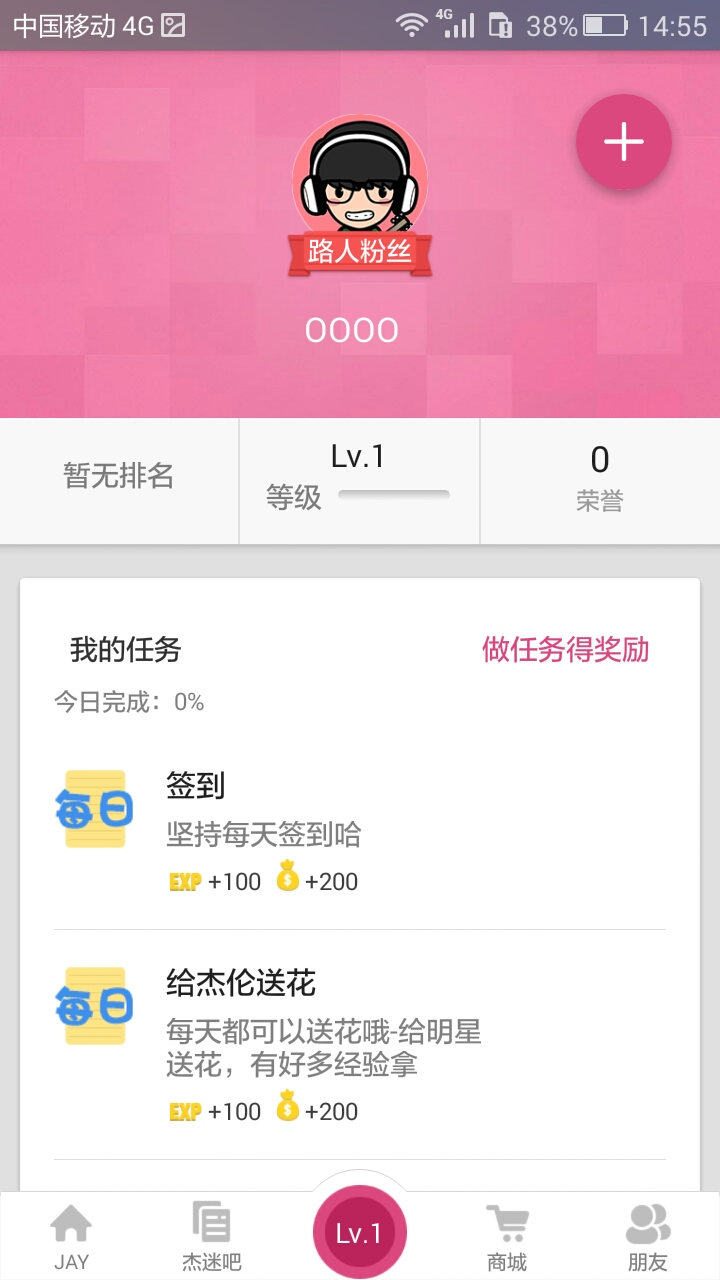 中国移动 4G
4G 38% 14:55
路人粉丝
0000
暂无排名
Lv.1
等级
0
荣誉
我的任务
做任务得奖励
今日完成：0%
每日
签到
坚持每天签到哈
EXP +100 $ +200
每日
给杰伦送花
每天都可以送花哦-给明星
送花，有好多经验拿
EXP +100 $ +200
JAY
杰迷吧
Lv.1
商城
朋友